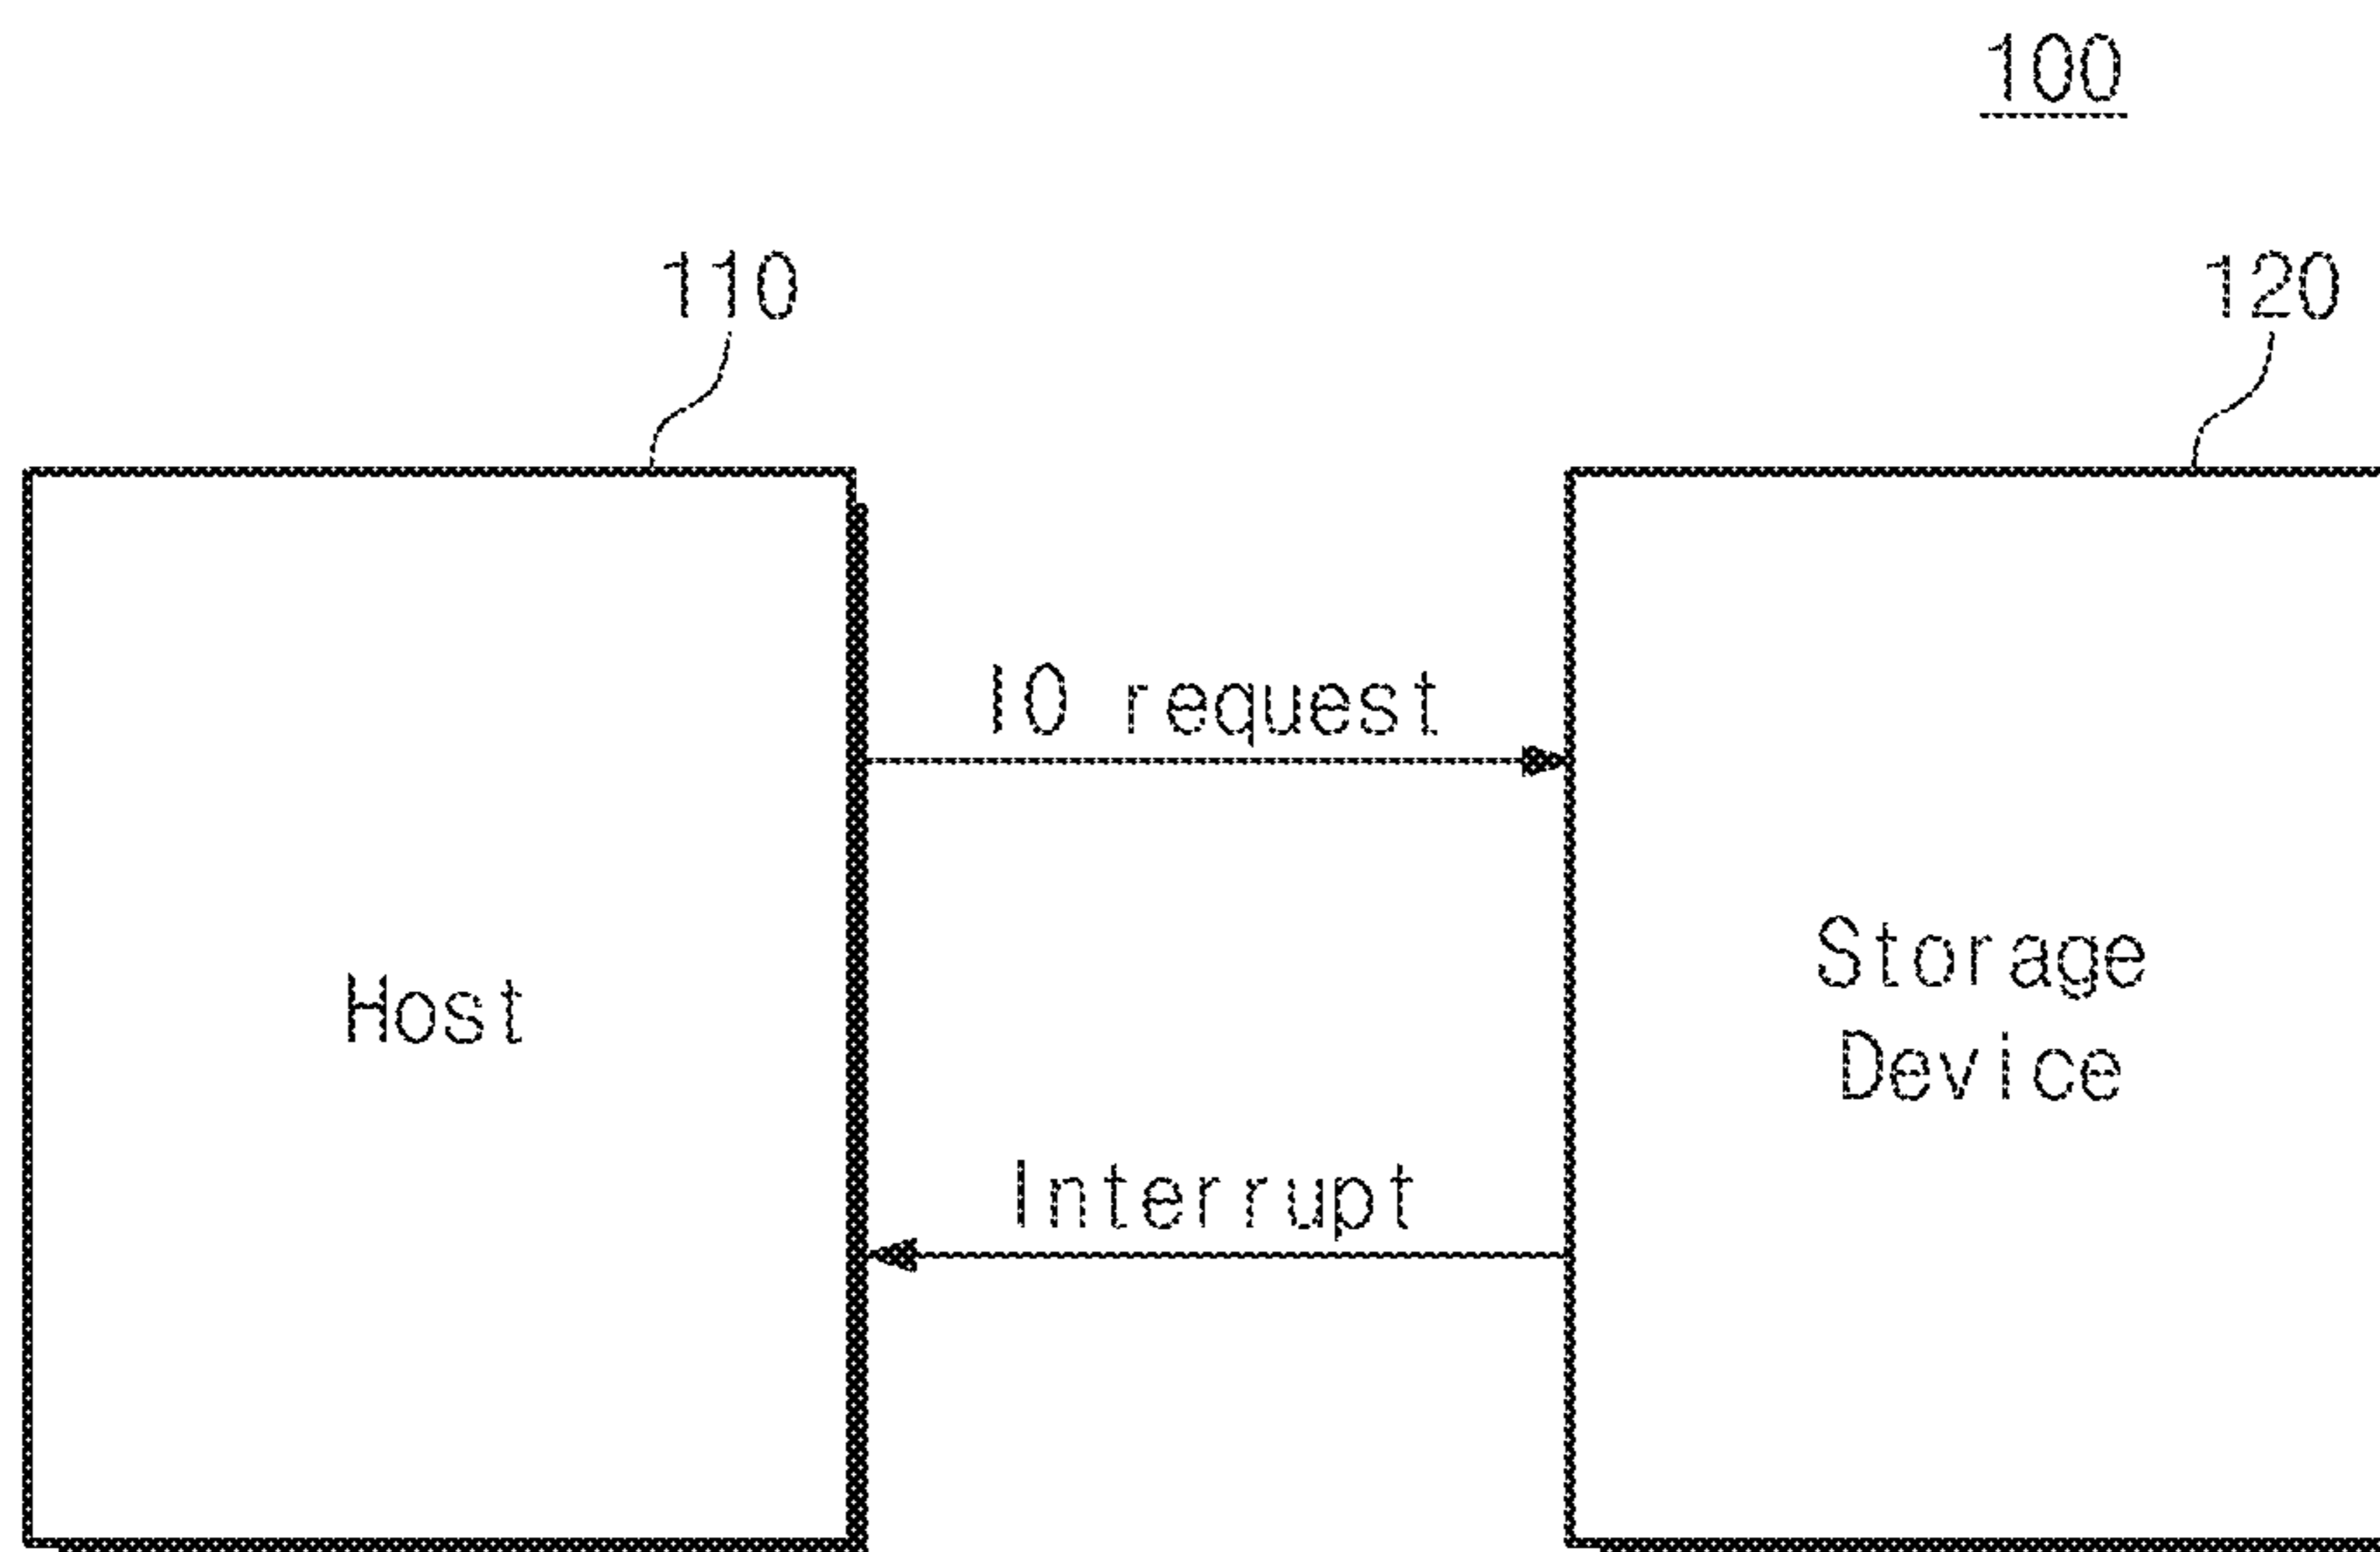 100
110
120
IO request
Host
Storage
Device
Interrupt